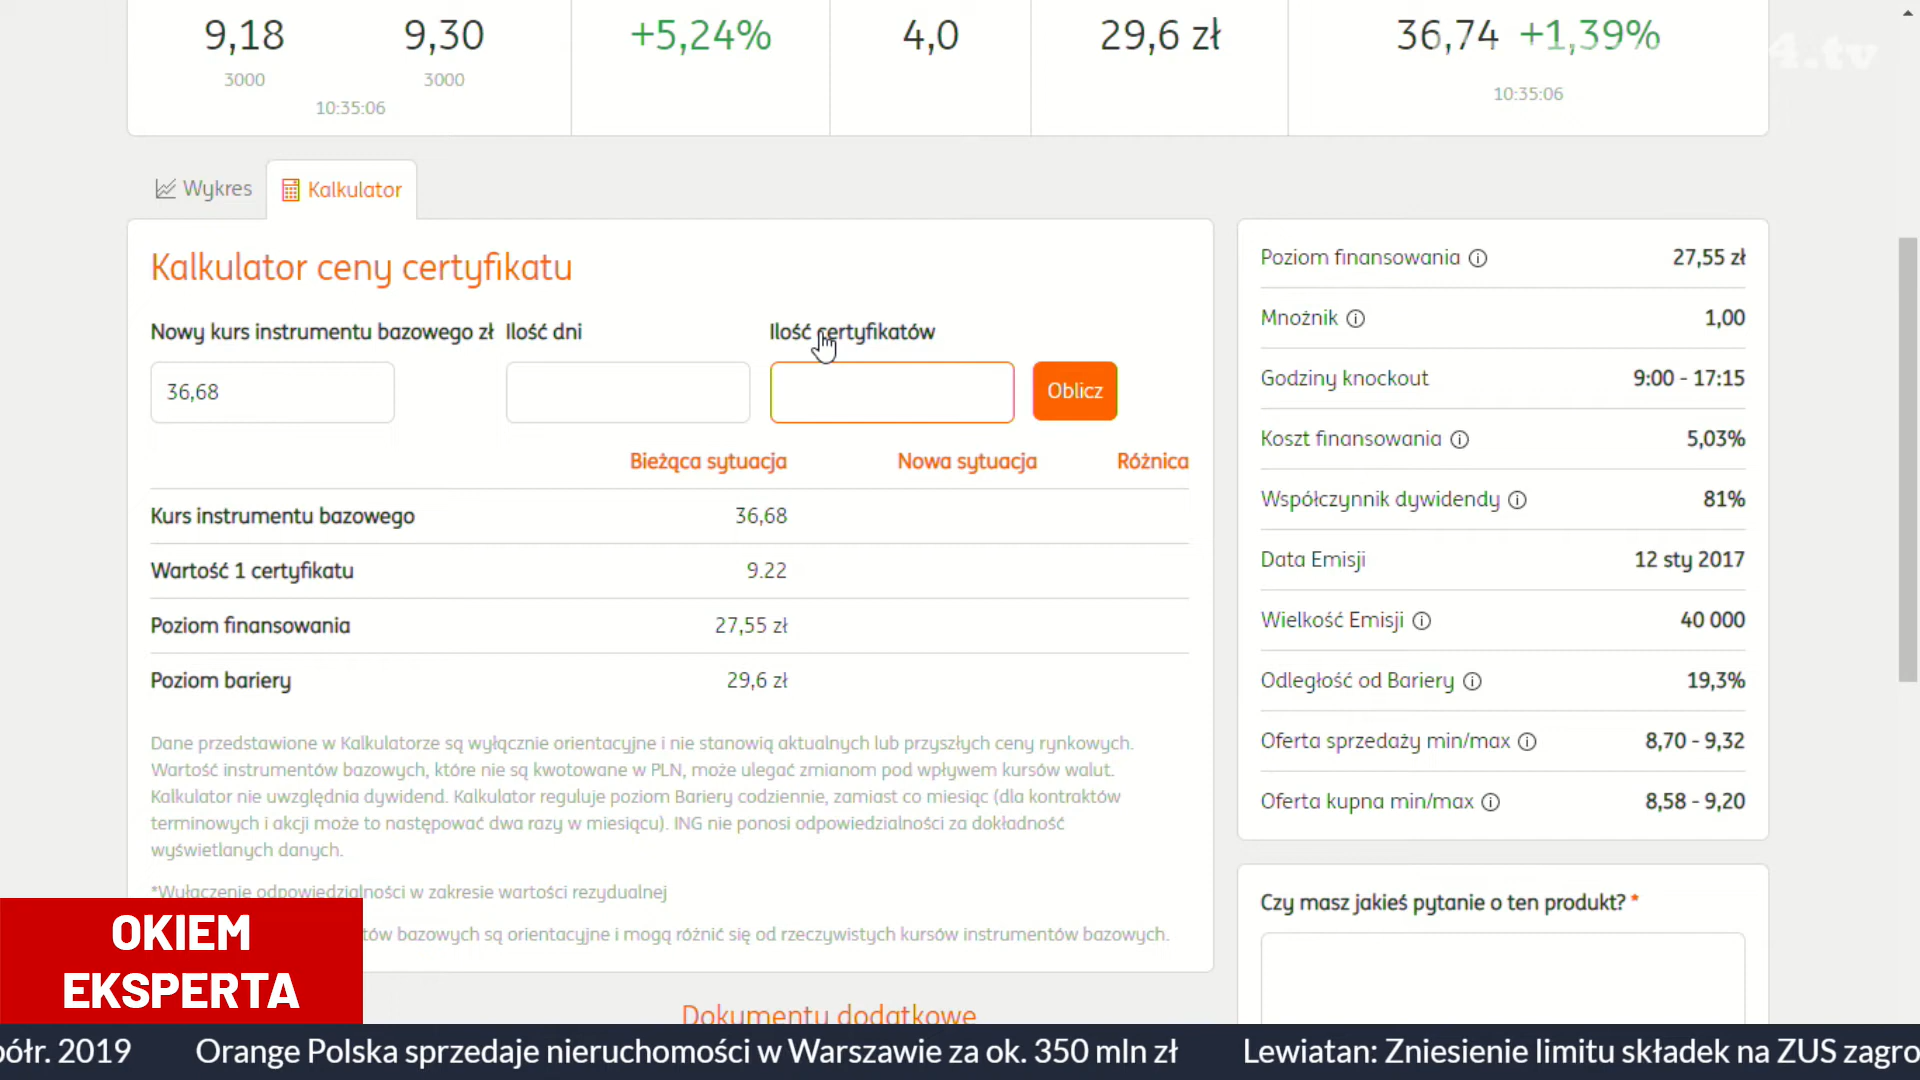 9,18 9,30 +5,24% 4,0 29,6 zł 36,74 +1,39%
3000 3000
10:35:06 10:35:06
4.tv
Wykres Kalkulator
Kalkulator ceny certyfikatu
Nowy kurs instrumentu bazowego zł Ilość dni Ilość certyfikatów
36,68 Oblicz
Bieżąca sytuacja Nowa sytuacja Różnica
Kurs instrumentu bazowego 36,68
Wartość 1 certyfikatu 9.22
Poziom finansowania 27,55 zł
Poziom bariery 29,6 zł
Dane przedstawione w Kalkulatorze są wyłącznie orientacyjne i nie stanowią aktualnych lub przyszłych ceny rynkowych.
Wartość instrumentów bazowych, które nie są kwotowane w PLN, może ulegać zmianom pod wpływem kursów walut.
Kalkulator nie uwzględnia dywidend. Kalkulator reguluje poziom Bariery codziennie, zamiast co miesiąc (dla kontraktów
terminowych i akcji może to następować dwa razy w miesiącu). ING nie ponosi odpowiedzialności za dokładność
wyświetlanych danych.
*Wyłączenie odpowiedzialności w zakresie wartości rezydualnej
tów bazowych są orientacyjne i mogą różnić się od rzeczywistych kursów instrumentów bazowych.
Dokumenty dodatkowe
Poziom finansowania 27,55 zł
Mnożnik 1,00
Godziny knockout 9:00 - 17:15
Koszt finansowania 5,03%
Współczynnik dywidendy 81%
Data Emisji 12 sty 2017
Wielkość Emisji 40 000
Odległość od Bariery 19,3%
Oferta sprzedaży min/max 8,70 - 9,32
Oferta kupna min/max 8,58 - 9,20
Czy masz jakieś pytanie o ten produkt? *
OKIEM
EKSPERTA
półr. 2019 Orange Polska sprzedaje nieruchomości w Warszawie za ok. 350 mln zł Lewiatan: Zniesienie limitu składek na ZUS zagro